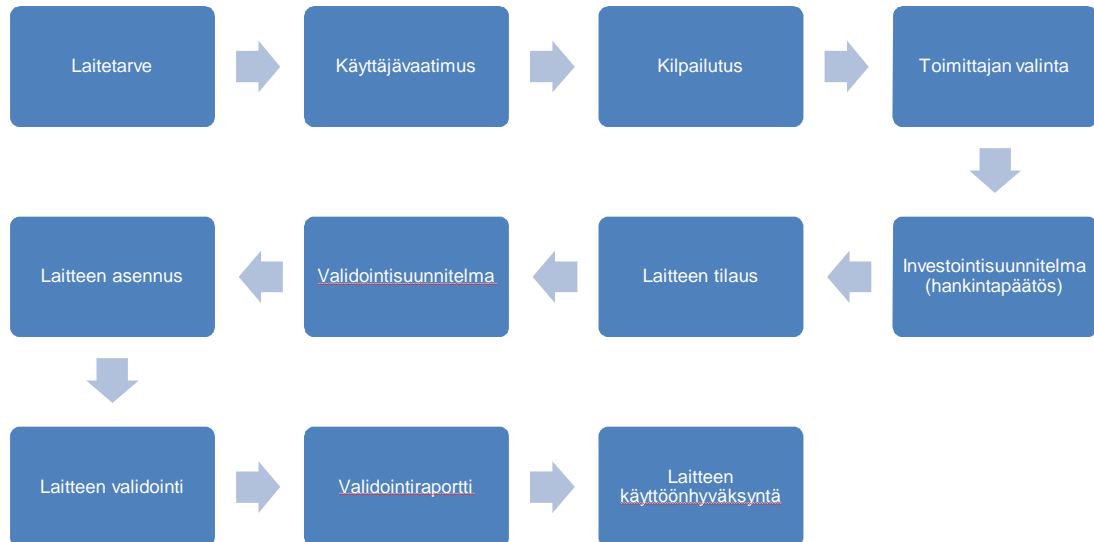 Laitetarve
Käyttäjävaatimus
Kilpailutus
Toimittajan valinta
Investointisuunnitelma
(hankintapäätös)
Laitteen tilaus
Validointisuunnitelma
Laitteen asennus
Laitteen validointi
Validointiraportti
Laitteen
käyttöönhyväksyntä